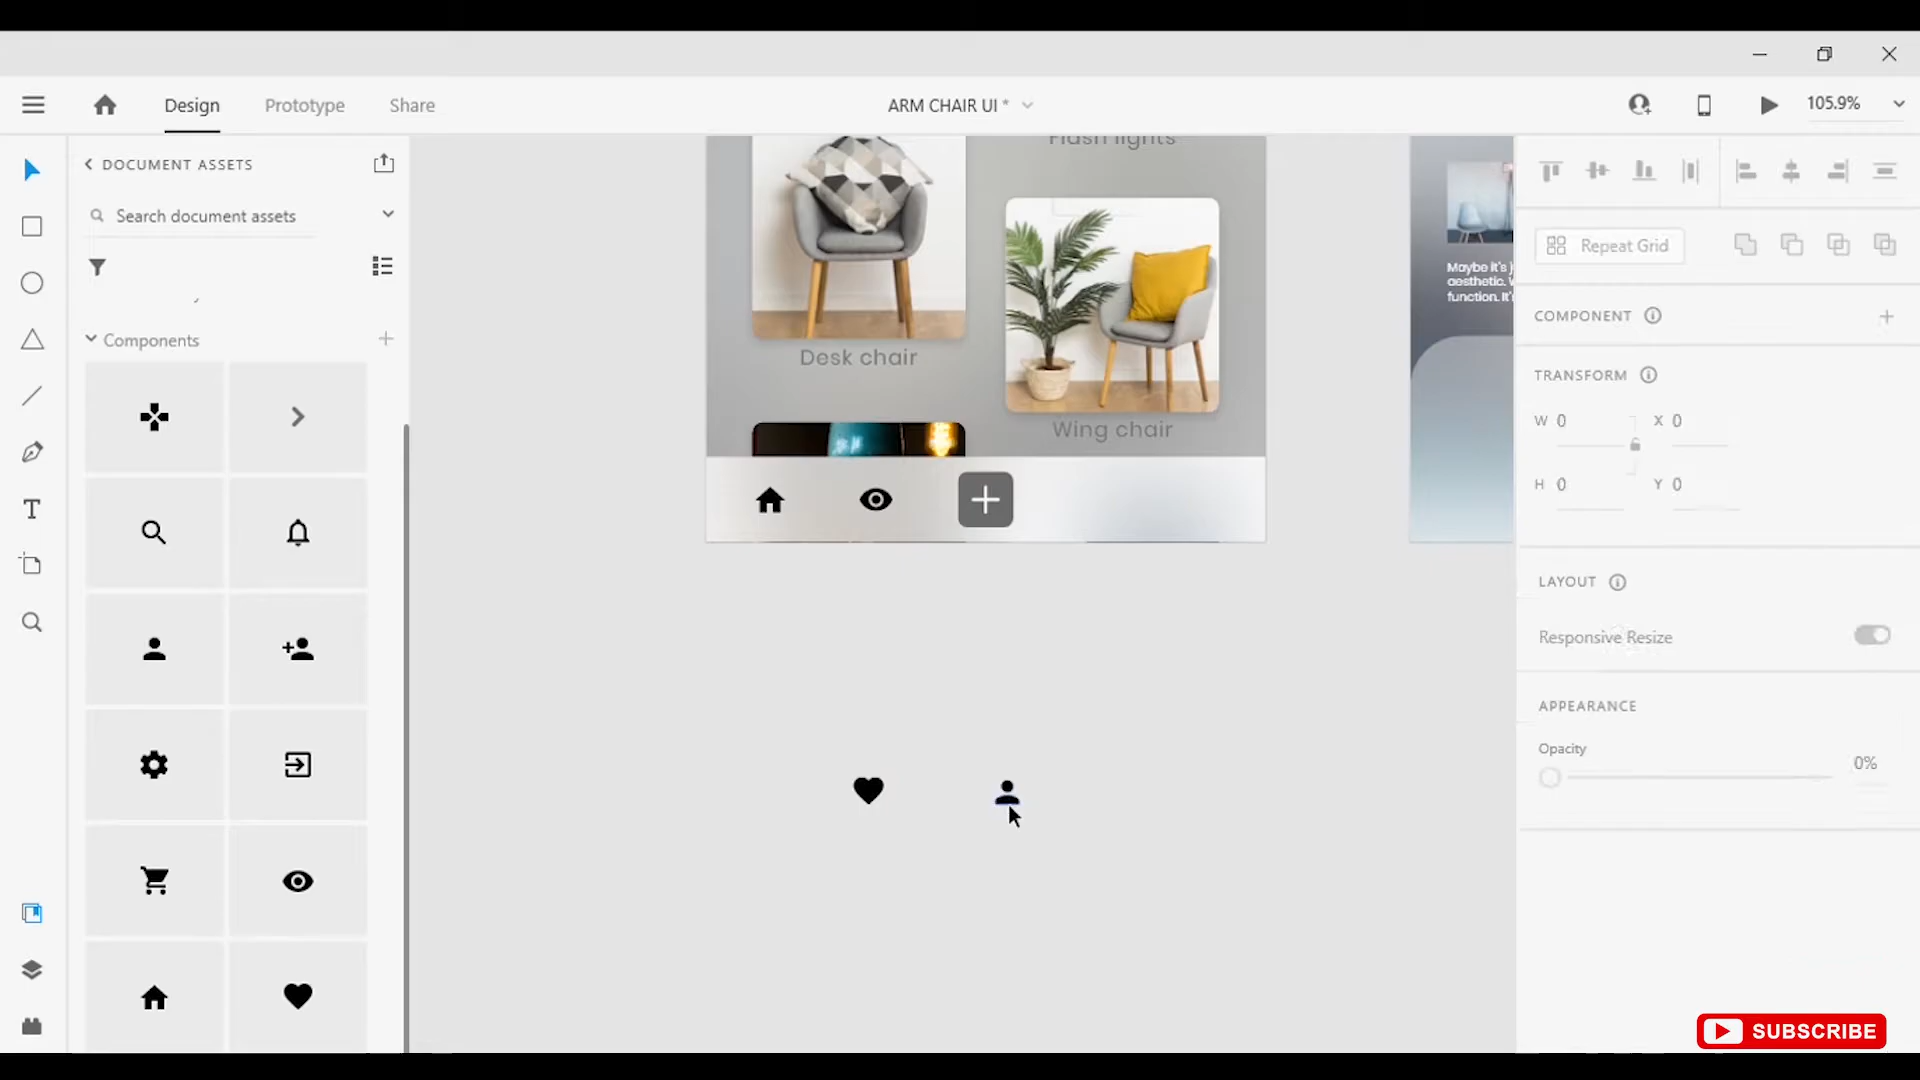 Design
Prototype
Share
ARM CHAIR UI *
105.9%
DOCUMENT ASSETS
Search document assets
Components
Flash lights
Desk chair
Wing chair
Maybe it's j
aesthetic. W
function. It'
Repeat Grid
COMPONENT
TRANSFORM
W 0
X 0
H 0
Y 0
LAYOUT
Responsive Resize
APPEARANCE
Opacity
0%
SUBSCRIBE